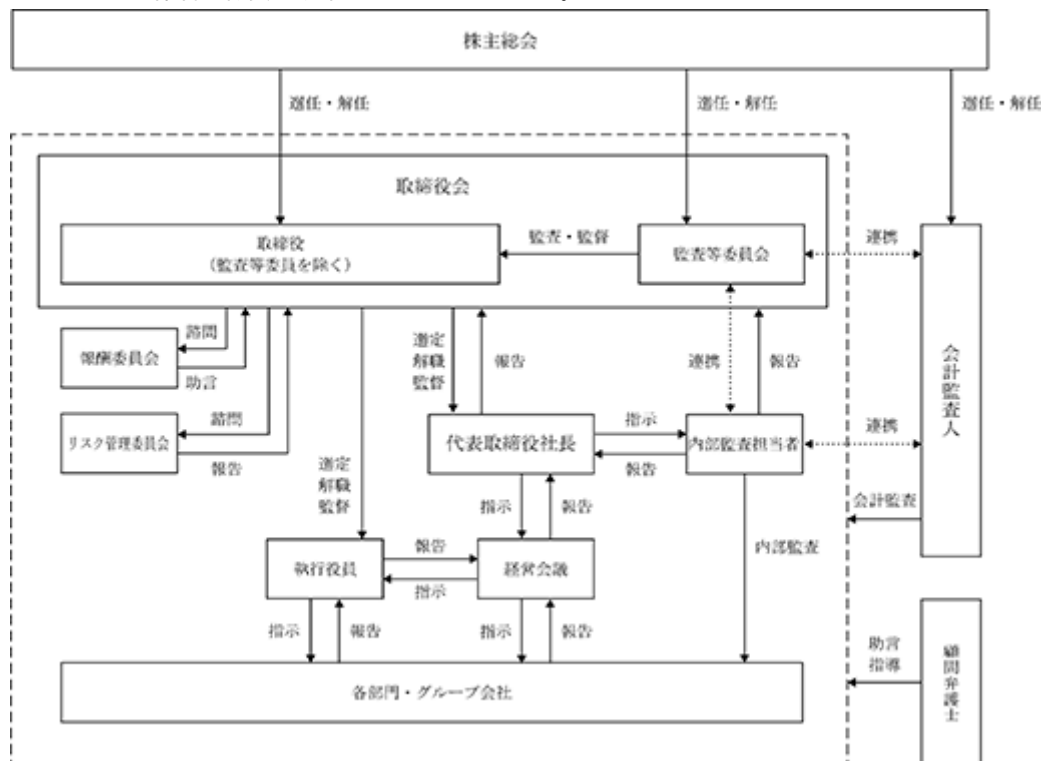 株主総会
選任・解任
選任・解任
選任・解任
取締役会
取締役
(監査等委員を除く)
監査・監督
監査等委員会
連携
諮問
報酬委員会
助言
諮問
リスク管理委員会
報告
選定
解職
監督
選定
解職
監督
報告
連携
報告
代表取締役社長
指示
報告
内部監査担当者
連携
会計監査人
会計監査
指示
報告
内部監査
執行役員
報告
指示
経営会議
指示
報告
指示
報告
助言
指導
顧問弁護士
各部門・グループ会社